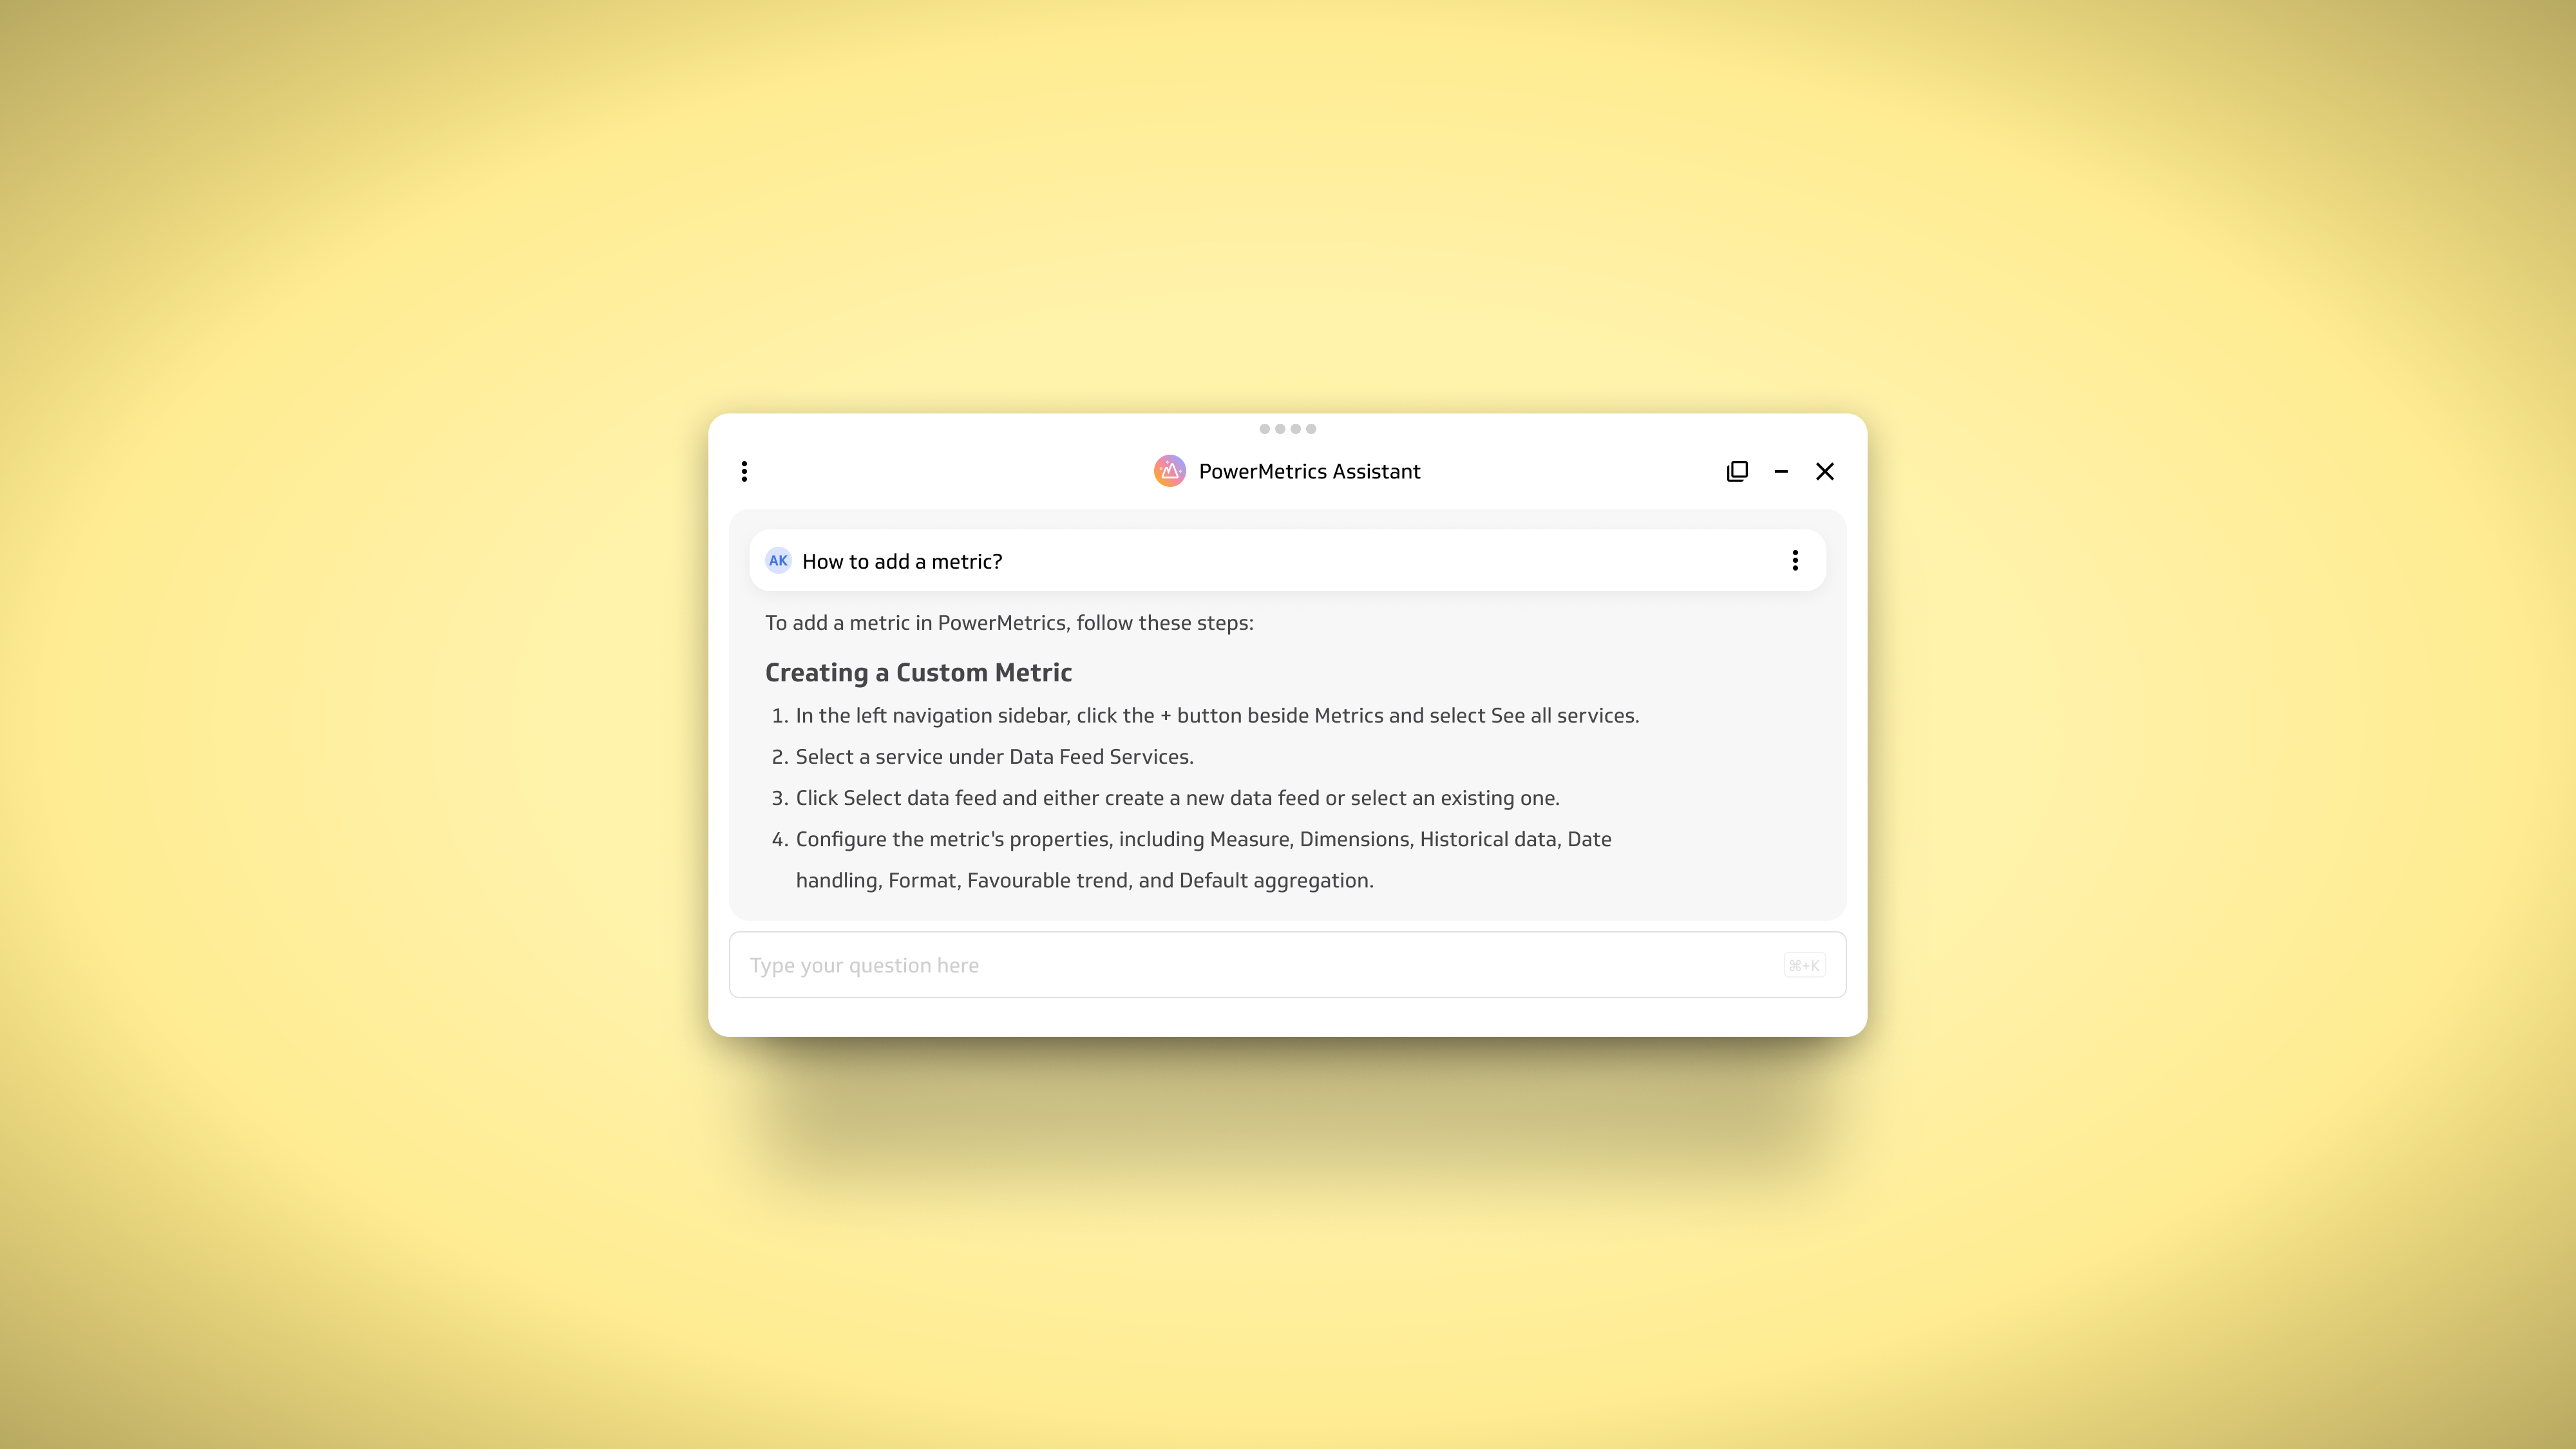 PowerMetrics Assistant
AK How to add a metric?
To add a metric in PowerMetrics, follow these steps:
Creating a Custom Metric
1. In the left navigation sidebar, click the + button beside Metrics and select See all services.
2. Select a service under Data Feed Services.
3. Click Select data feed and either create a new data feed or select an existing one.
4. Configure the metric's properties, including Measure, Dimensions, Historical data, Date
handling, Format, Favourable trend, and Default aggregation.
Type your question here ⌘+K